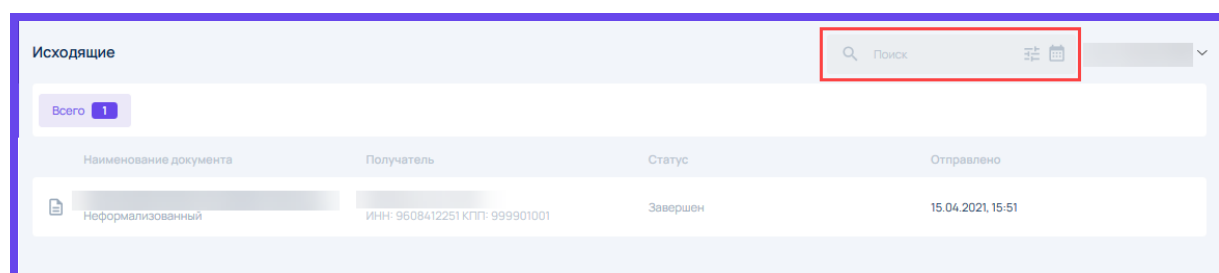 Исходящие
Поиск
Всего 1
Наименование документа Получатель Статус Отправлено
Неформализованный ИНН: 9608412251 КПП: 999901001 Завершен 15.04.2021, 15:51